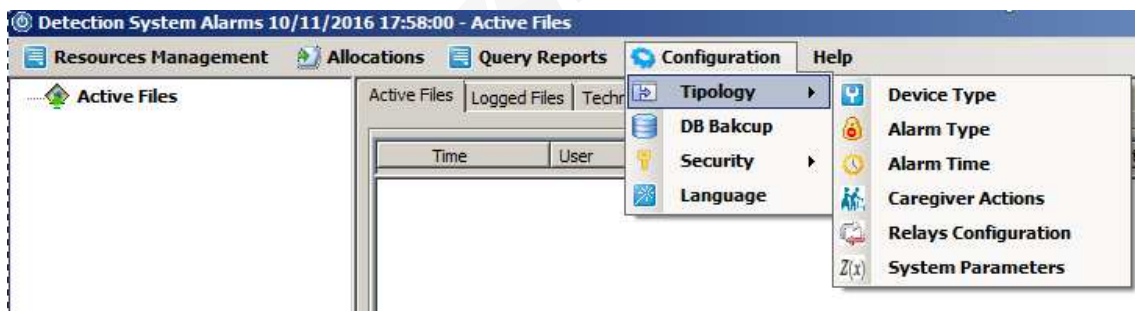 Detection System Alarms 10/11/2016 17:58:00 - Active Files
Resources Management Allocations Query Reports Configuration Help
Active Files
Active Files Logged Files
Time User
Tipology
DB Bakcup
Security
Language
Device Type
Alarm Type
Alarm Time
Caregiver Actions
Relays Configuration
Z(x) System Parameters